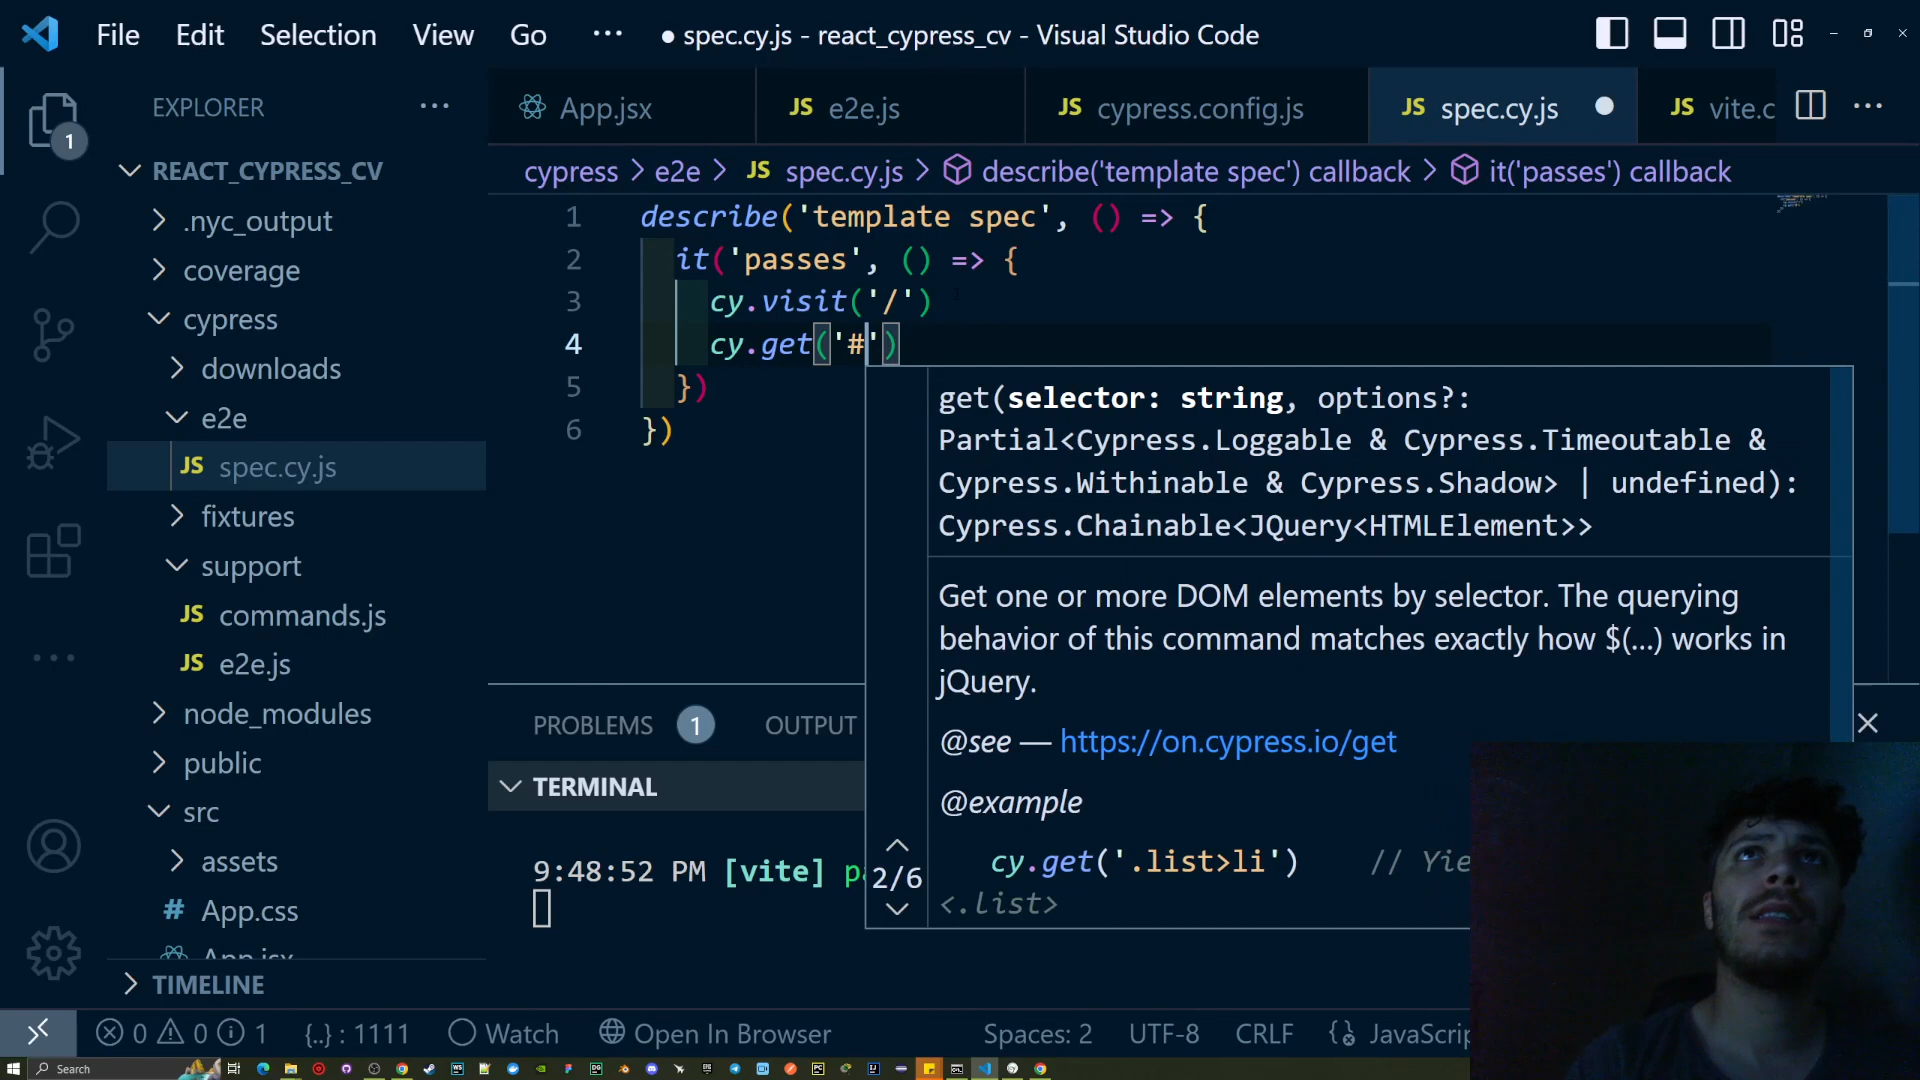 File Edit Selection View Go ··· ● spec.cy.js - react_cypress_cv - Visual Studio Code
EXPLORER ···
App.jsx JS e2e.js JS cypress.config.js JS spec.cy.js ● JS vite.c ···
1
REACT_CYPRESS_CV
cypress > e2e > JS spec.cy.js > describe('template spec') callback > it('passes') callback
.nyc_output
coverage
cypress
downloads
e2e
JS spec.cy.js
fixtures
support
JS commands.js
JS e2e.js
node_modules
public
src
assets
# App.css
App.jsx
TIMELINE
1 describe('template spec', () => {
2 it('passes', () => {
3 cy.visit('/')
4 cy.get('#')
5 })
6 })
get(selector: string, options?:
Partial<Cypress.Loggable & Cypress.Timeoutable &
Cypress.Withinable & Cypress.Shadow> | undefined):
Cypress.Chainable<JQuery<HTMLElement>>
Get one or more DOM elements by selector. The querying
behavior of this command matches exactly how $(…) works in
jQuery.
@see — https://on.cypress.io/get
@example
cy.get('.list>li') // Yie
<.list>
2/6
PROBLEMS 1 OUTPUT
TERMINAL
9:48:52 PM [vite] pa
0 0 1 {..} : 1111 Watch Open In Browser Spaces: 2 UTF-8 CRLF JavaScrip
Search